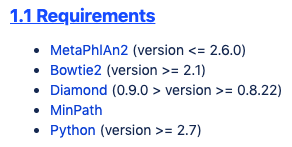 1.1 Requirements
• MetaPhlAn2 (version <= 2.6.0)
• Bowtie2 (version >= 2.1)
• Diamond (0.9.0 > version >= 0.8.22)
• MinPath
• Python (version >= 2.7)